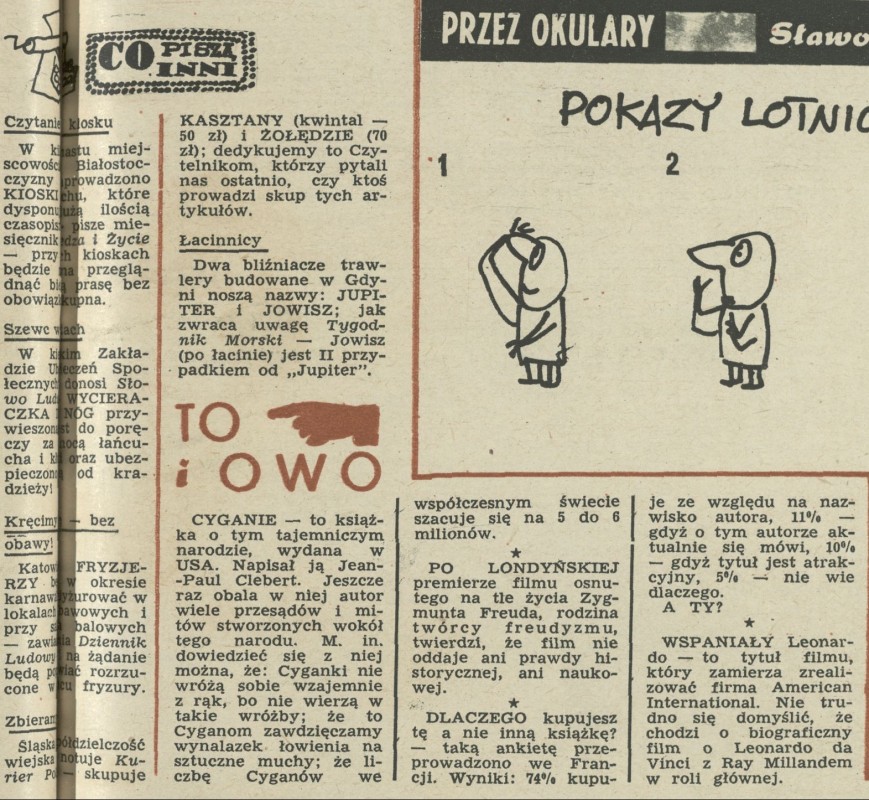 CO PISZĄ
INNI
Czytanie kiosku
W miej-
scowość Białostoc-
czyzny prowadzono
KIOSKI które
dyspon ilością
czasopis pisze mie-
sięcznik i Życie
— przy kioskach
będzie na przeglą-
dnąć prasę bez
obowiąz kupna.
Szewc
W Zakła-
dzie Ubezpieczeń Spo-
łecznych donosi Sło-
wo Lud WYCIERA-
CZKA NÓG przy-
wieszon do porę-
czy za łańcu-
cha i oraz ubez-
pieczon od kra-
dzieży!
Kręcimy — bez
obawy!
FRYZJE-
RZY w okresie
karnaw dyżurować w
lokalach i
przy balowych
— Dziennik
Ludowy na żądanie
będą rozrzu-
cone w fryzury.
Zbieram
Śląska półdzielczość
wiejska notuje Ku-
rier Po — skupuje
KASZTANY (kwintal —
50 zł) i ŻOŁĘDZIE (70
zł); dedykujemy to Czy-
telnikom, którzy pytali
nas ostatnio, czy ktoś
prowadzi skup tych ar-
tykułów.
Łacinnicy
Dwa bliźniacze traw-
lery budowane w Gdy-
ni noszą nazwy: JUPI-
TER i JOWISZ; jak
zwraca uwagę Tygod-
nik Morski — Jowisz
(po łacinie) jest II przy-
padkiem od „Jupiter”.
PRZEZ OKULARY Sławo
POKAZY LOTNIC
1
2
TO
i OWO
CYGANIE — to książ-
ka o tym tajemniczym
narodzie, wydana w
USA. Napisał ją Jean-
-Paul Clebert. Jeszcze
raz obala w niej autor
wiele przesądów i mi-
tów stworzonych wokół
tego narodu. M. in.
dowiedzieć się z niej
można, że: Cyganki nie
wróżą sobie wzajemnie
z rąk, bo nie wierzą w
takie wróżby; że to
Cyganom zawdzięczamy
wynalazek łowienia na
sztuczne muchy; że li-
czbę Cyganów we
współczesnym świecie
szacuje się na 5 do 6
milionów.
★
PO LONDYŃSKIEJ
premierze filmu osnu-
tego na tle życia Zyg-
munta Freuda, rodzina
twórcy freudyzmu,
twierdzi, że film nie
oddaje ani prawdy hi-
storycznej, ani nauko-
wej.
★
DLACZEGO kupujesz
tę a nie inną książkę?
— taką ankietę prze-
prowadzono we Fran-
cji. Wyniki: 74% kupu-
je ze względu na naz-
wisko autora, 11% —
gdyż o tym autorze ak-
tualnie się mówi, 10%
— gdyż tytuł jest atrak-
cyjny, 5% — nie wie
dlaczego.
A TY?
★
WSPANIAŁY Leonar-
do — to tytuł filmu,
który zamierza zreali-
zować firma American
International. Nie tru-
dno się domyślić, że
chodzi o biograficzny
film o Leonardo da
Vinci z Ray Millandem
w roli głównej.